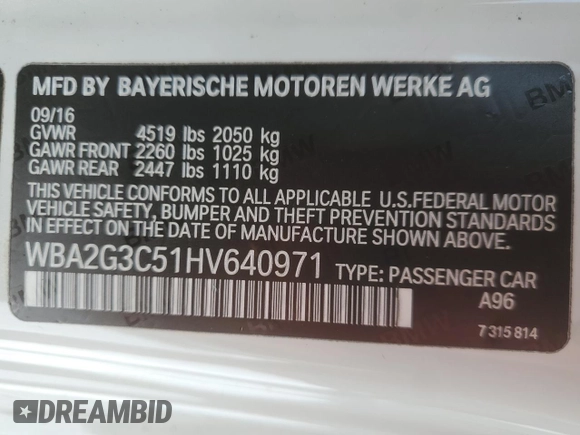 MFD BY BAYERISCHE MOTOREN WERKE AG
09/16
GVWR 4519 lbs 2050 kg
GAWR FRONT 2260 lbs 1025 kg
GAWR REAR 2447 lbs 1110 kg
THIS VEHICLE CONFORMS TO ALL APPLICABLE U.S.FEDERAL MOTOR
VEHICLE SAFETY, BUMPER AND THEFT PREVENTION STANDARDS
IN EFFECT ON THE DATE OF MANUFACTURE SHOWN ABOVE.
WBA2G3C51HV640971 TYPE: PASSENGER CAR
A96
7 315 814
DREAMBID